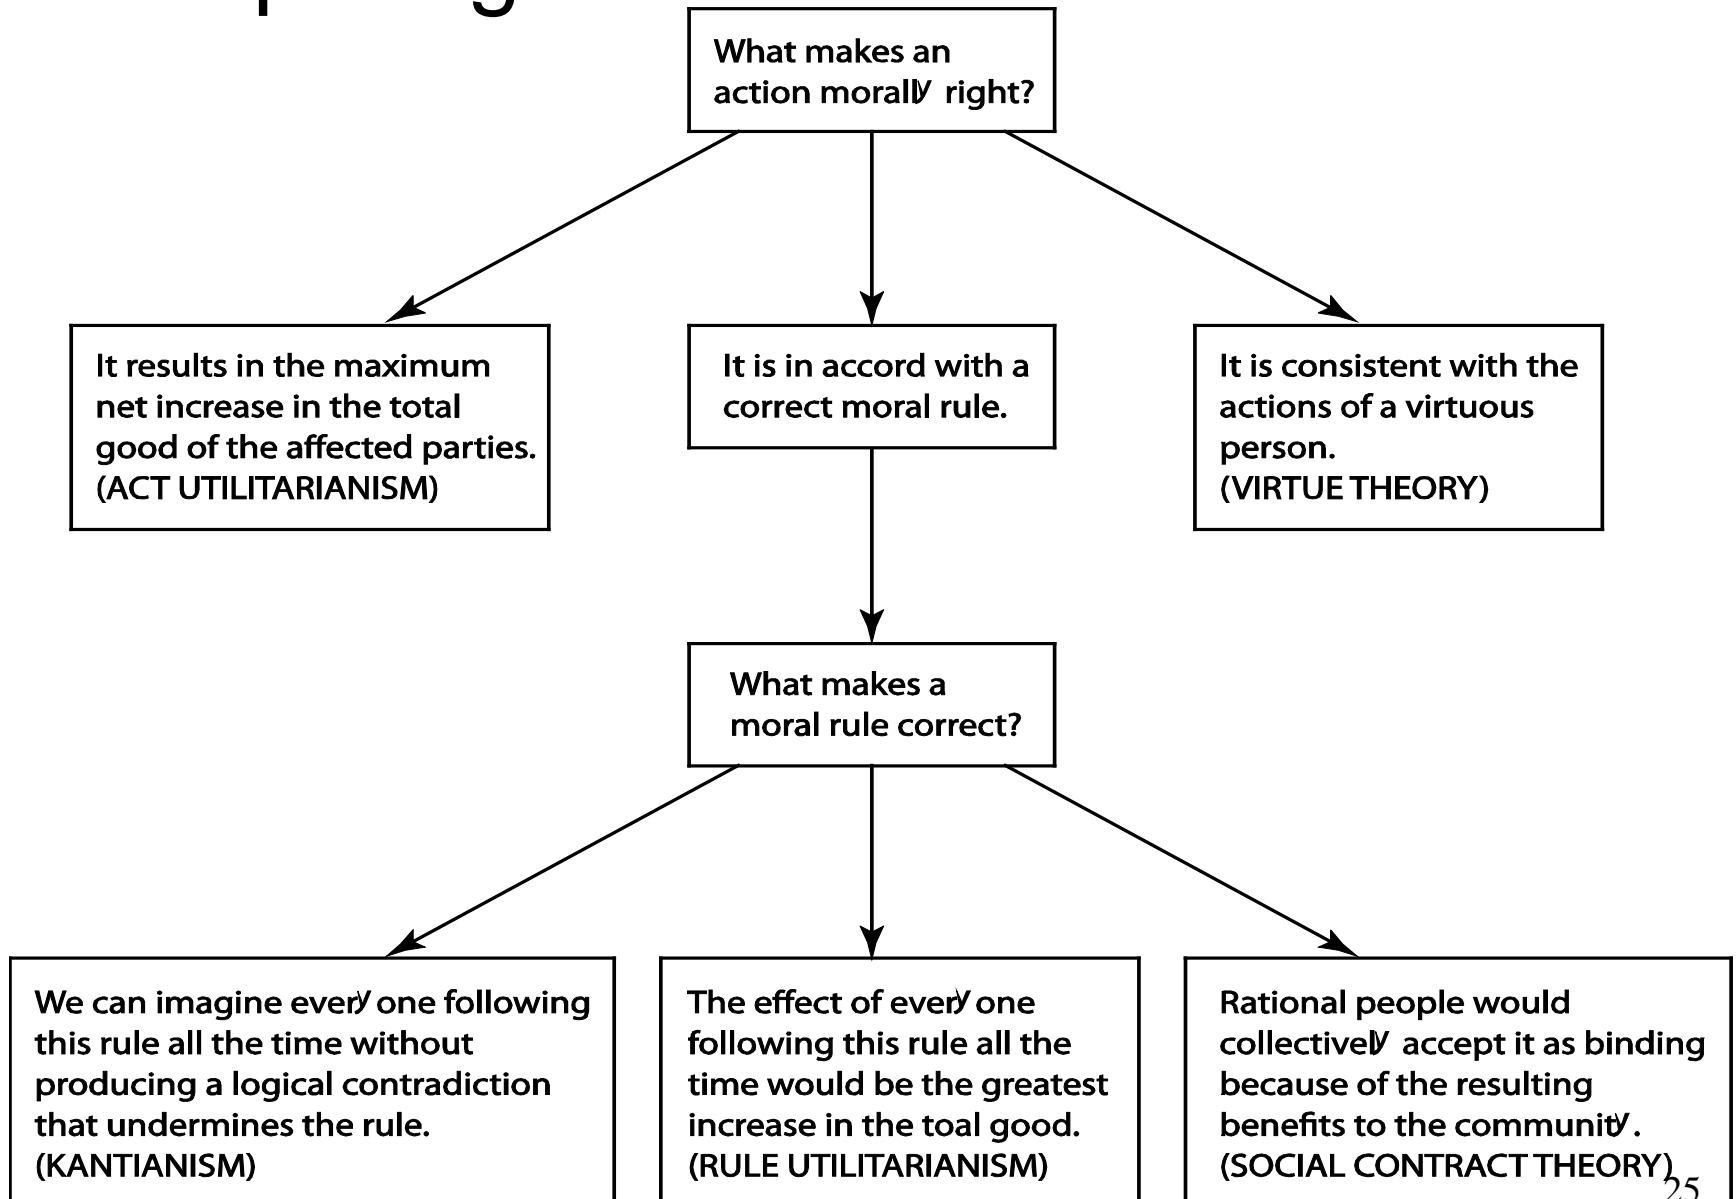 What makes an
action morally right?
It results in the maximum
net increase in the total
good of the affected parties.
(ACT UTILITARIANISM)
It is in accord with a
correct moral rule.
It is consistent with the
actions of a virtuous
person.
(VIRTUE THEORY)
What makes a
moral rule correct?
We can imagine every one following
this rule all the time without
producing a logical contradiction
that undermines the rule.
(KANTIANISM)
The effect of every one
following this rule all the
time would be the greatest
increase in the toal good.
(RULE UTILITARIANISM)
Rational people would
collectively accept it as binding
because of the resulting
benefits to the community.
(SOCIAL CONTRACT THEORY)
25